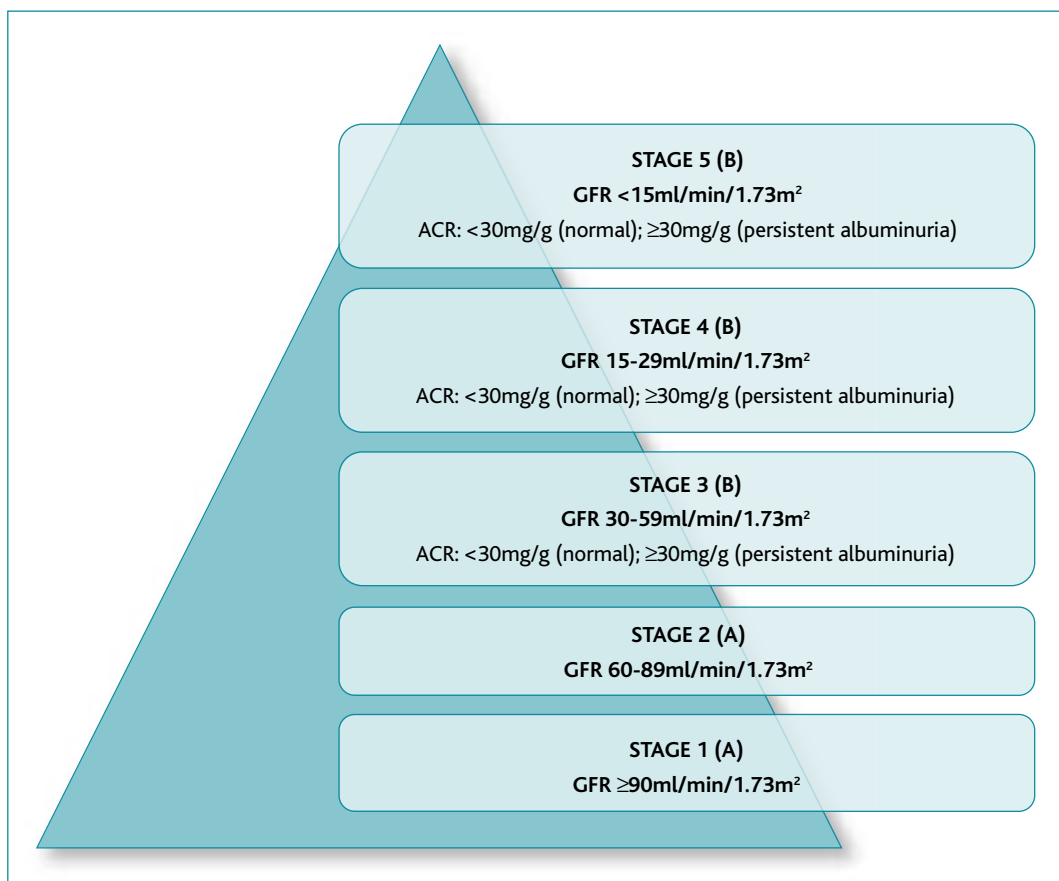 STAGE 5 (B)
GFR <15ml/min/1.73m²
ACR: <30mg/g (normal); ≥30mg/g (persistent albuminuria)
STAGE 4 (B)
GFR 15-29ml/min/1.73m²
ACR: <30mg/g (normal); ≥30mg/g (persistent albuminuria)
STAGE 3 (B)
GFR 30-59ml/min/1.73m²
ACR: <30mg/g (normal); ≥30mg/g (persistent albuminuria)
STAGE 2 (A)
GFR 60-89ml/min/1.73m²
STAGE 1 (A)
GFR ≥90ml/min/1.73m²